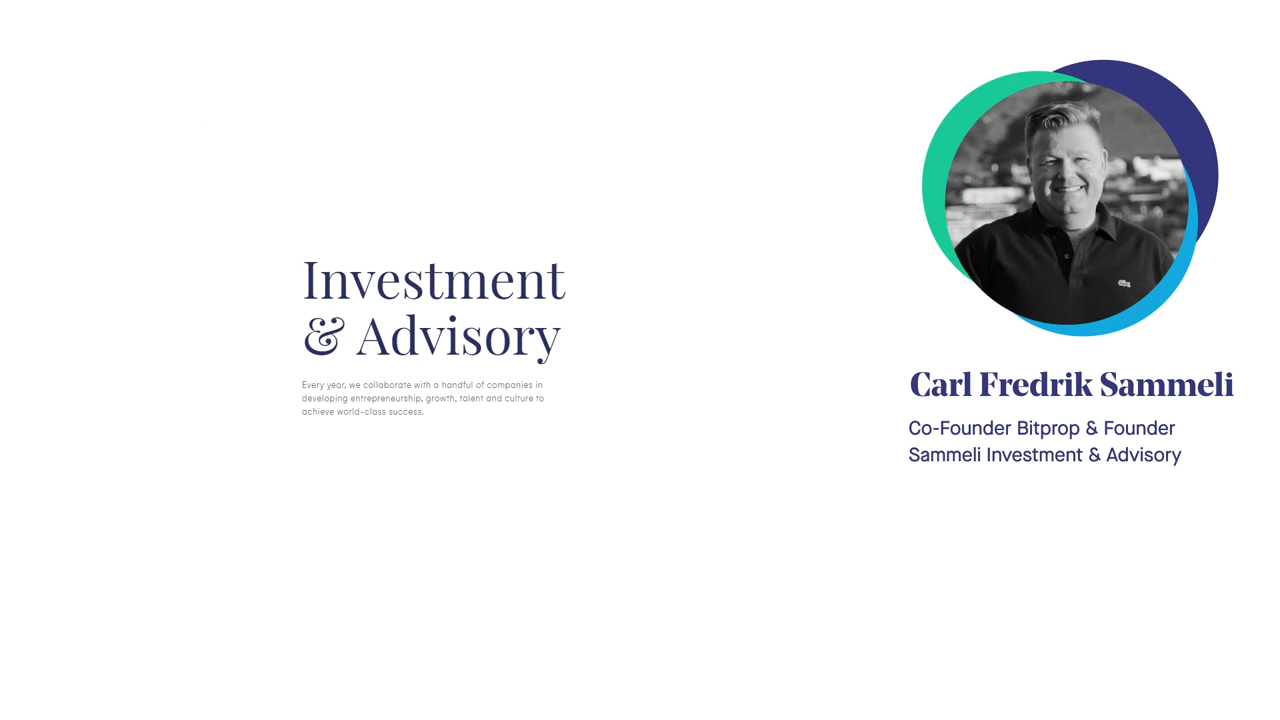 Investment
& Advisory
Every year, we collaborate with a handful of companies in
developing entrepreneurship, growth, talent and culture to
achieve world-class success.
Carl Fredrik Sammeli
Co-Founder Bitprop & Founder
Sammeli Investment & Advisory